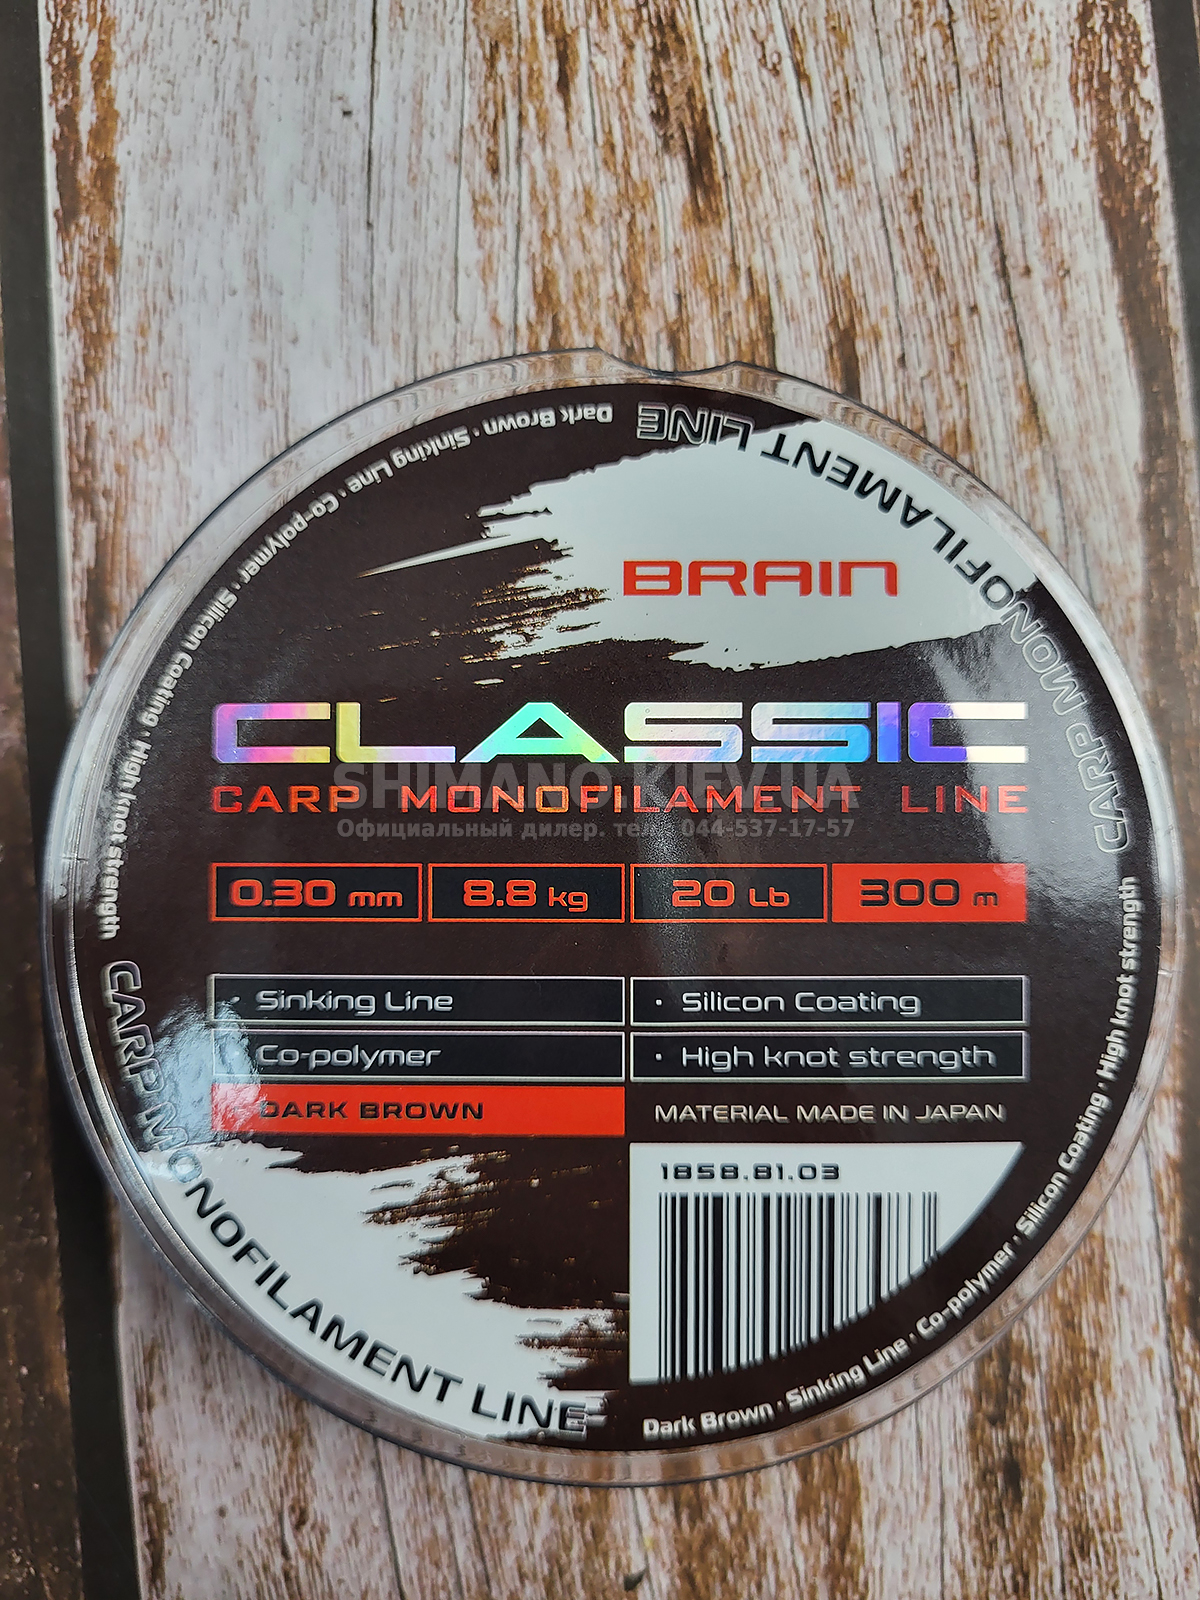 BRAIN
CLASSIC
CARP MONOFILAMENT LINE
SHIMANO.KIEV.UA
Официальный дилер. тел. 044-537-17-57
0.30 mm 8.8 kg 20 Lb 300 m
· Sinking Line · Silicon Coating
Co-polymer · High knot strength
DARK BROWN MATERIAL MADE IN JAPAN
1858.81.03
CARP MONOFILAMENT LINE
Dark Brown · Sinking Line · Co-polymer · Silicon Coating · High knot strength
CARP MONOFILAMENT LINE
Dark Brown · Sinking Line · Co-polymer · Silicon Coating · High knot strength